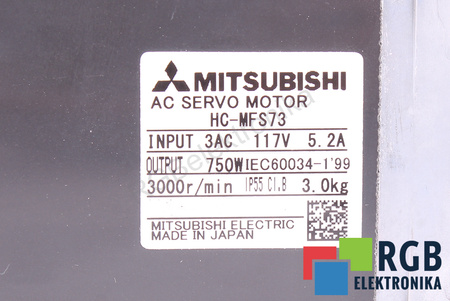 MITSUBISHI
AC SERVO MOTOR
HC-MFS73
INPUT 3AC 117V 5.2A
OUTPUT 750W IEC60034-1'99
3000r/min IP55 Cl.B 3.0kg
MITSUBISHI ELECTRIC
MADE IN JAPAN
RGB
ELEKTRONIKA